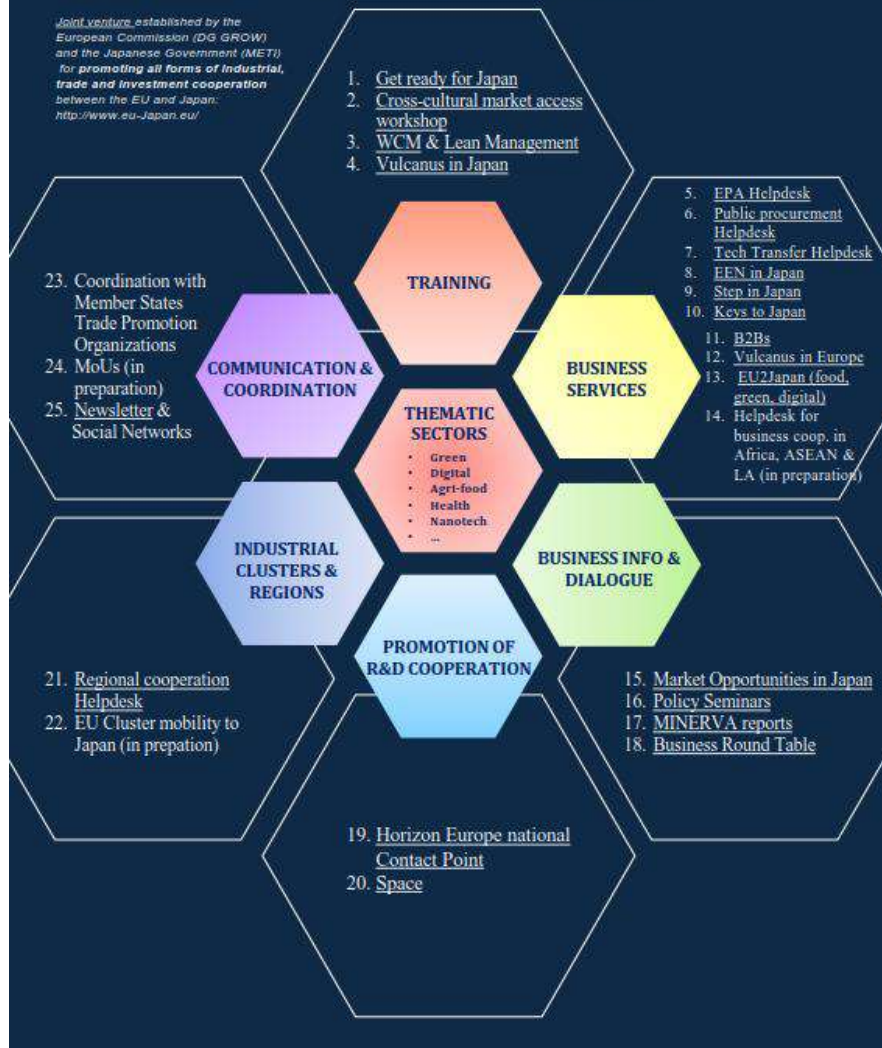 Joint venture established by the
European Commission (DG GROW)
and the Japanese Government (METI)
for promoting all forms of industrial,
trade and investment cooperation
between the EU and Japan:
http://www.eu-Japan.eu/
1. Get ready for Japan
2. Cross-cultural market access
workshop
3. WCM & Lean Management
4. Vulcanus in Japan
TRAINING
5. EPA Helpdesk
6. Public procurement
Helpdesk
7. Tech Transfer Helpdesk
8. EEN in Japan
9. Step in Japan
10. Keys to Japan
11. B2Bs
12. Vulcanus in Europe
13. EU2Japan (food,
green, digital)
14. Helpdesk for
business coop. in
Africa, ASEAN &
LA (in preparation)
BUSINESS
SERVICES
23. Coordination with
Member States
Trade Promotion
Organizations
24. MoUs (in
preparation)
25. Newsletter &
Social Networks
COMMUNICATION &
COORDINATION
THEMATIC
SECTORS
• Green
• Digital
• Agri-food
• Health
• Nanotech
• ...
INDUSTRIAL
CLUSTERS &
REGIONS
BUSINESS INFO &
DIALOGUE
PROMOTION OF
R&D COOPERATION
21. Regional cooperation
Helpdesk
22. EU Cluster mobility to
Japan (in prepation)
15. Market Opportunities in Japan
16. Policy Seminars
17. MINERVA reports
18. Business Round Table
19. Horizon Europe national
Contact Point
20. Space